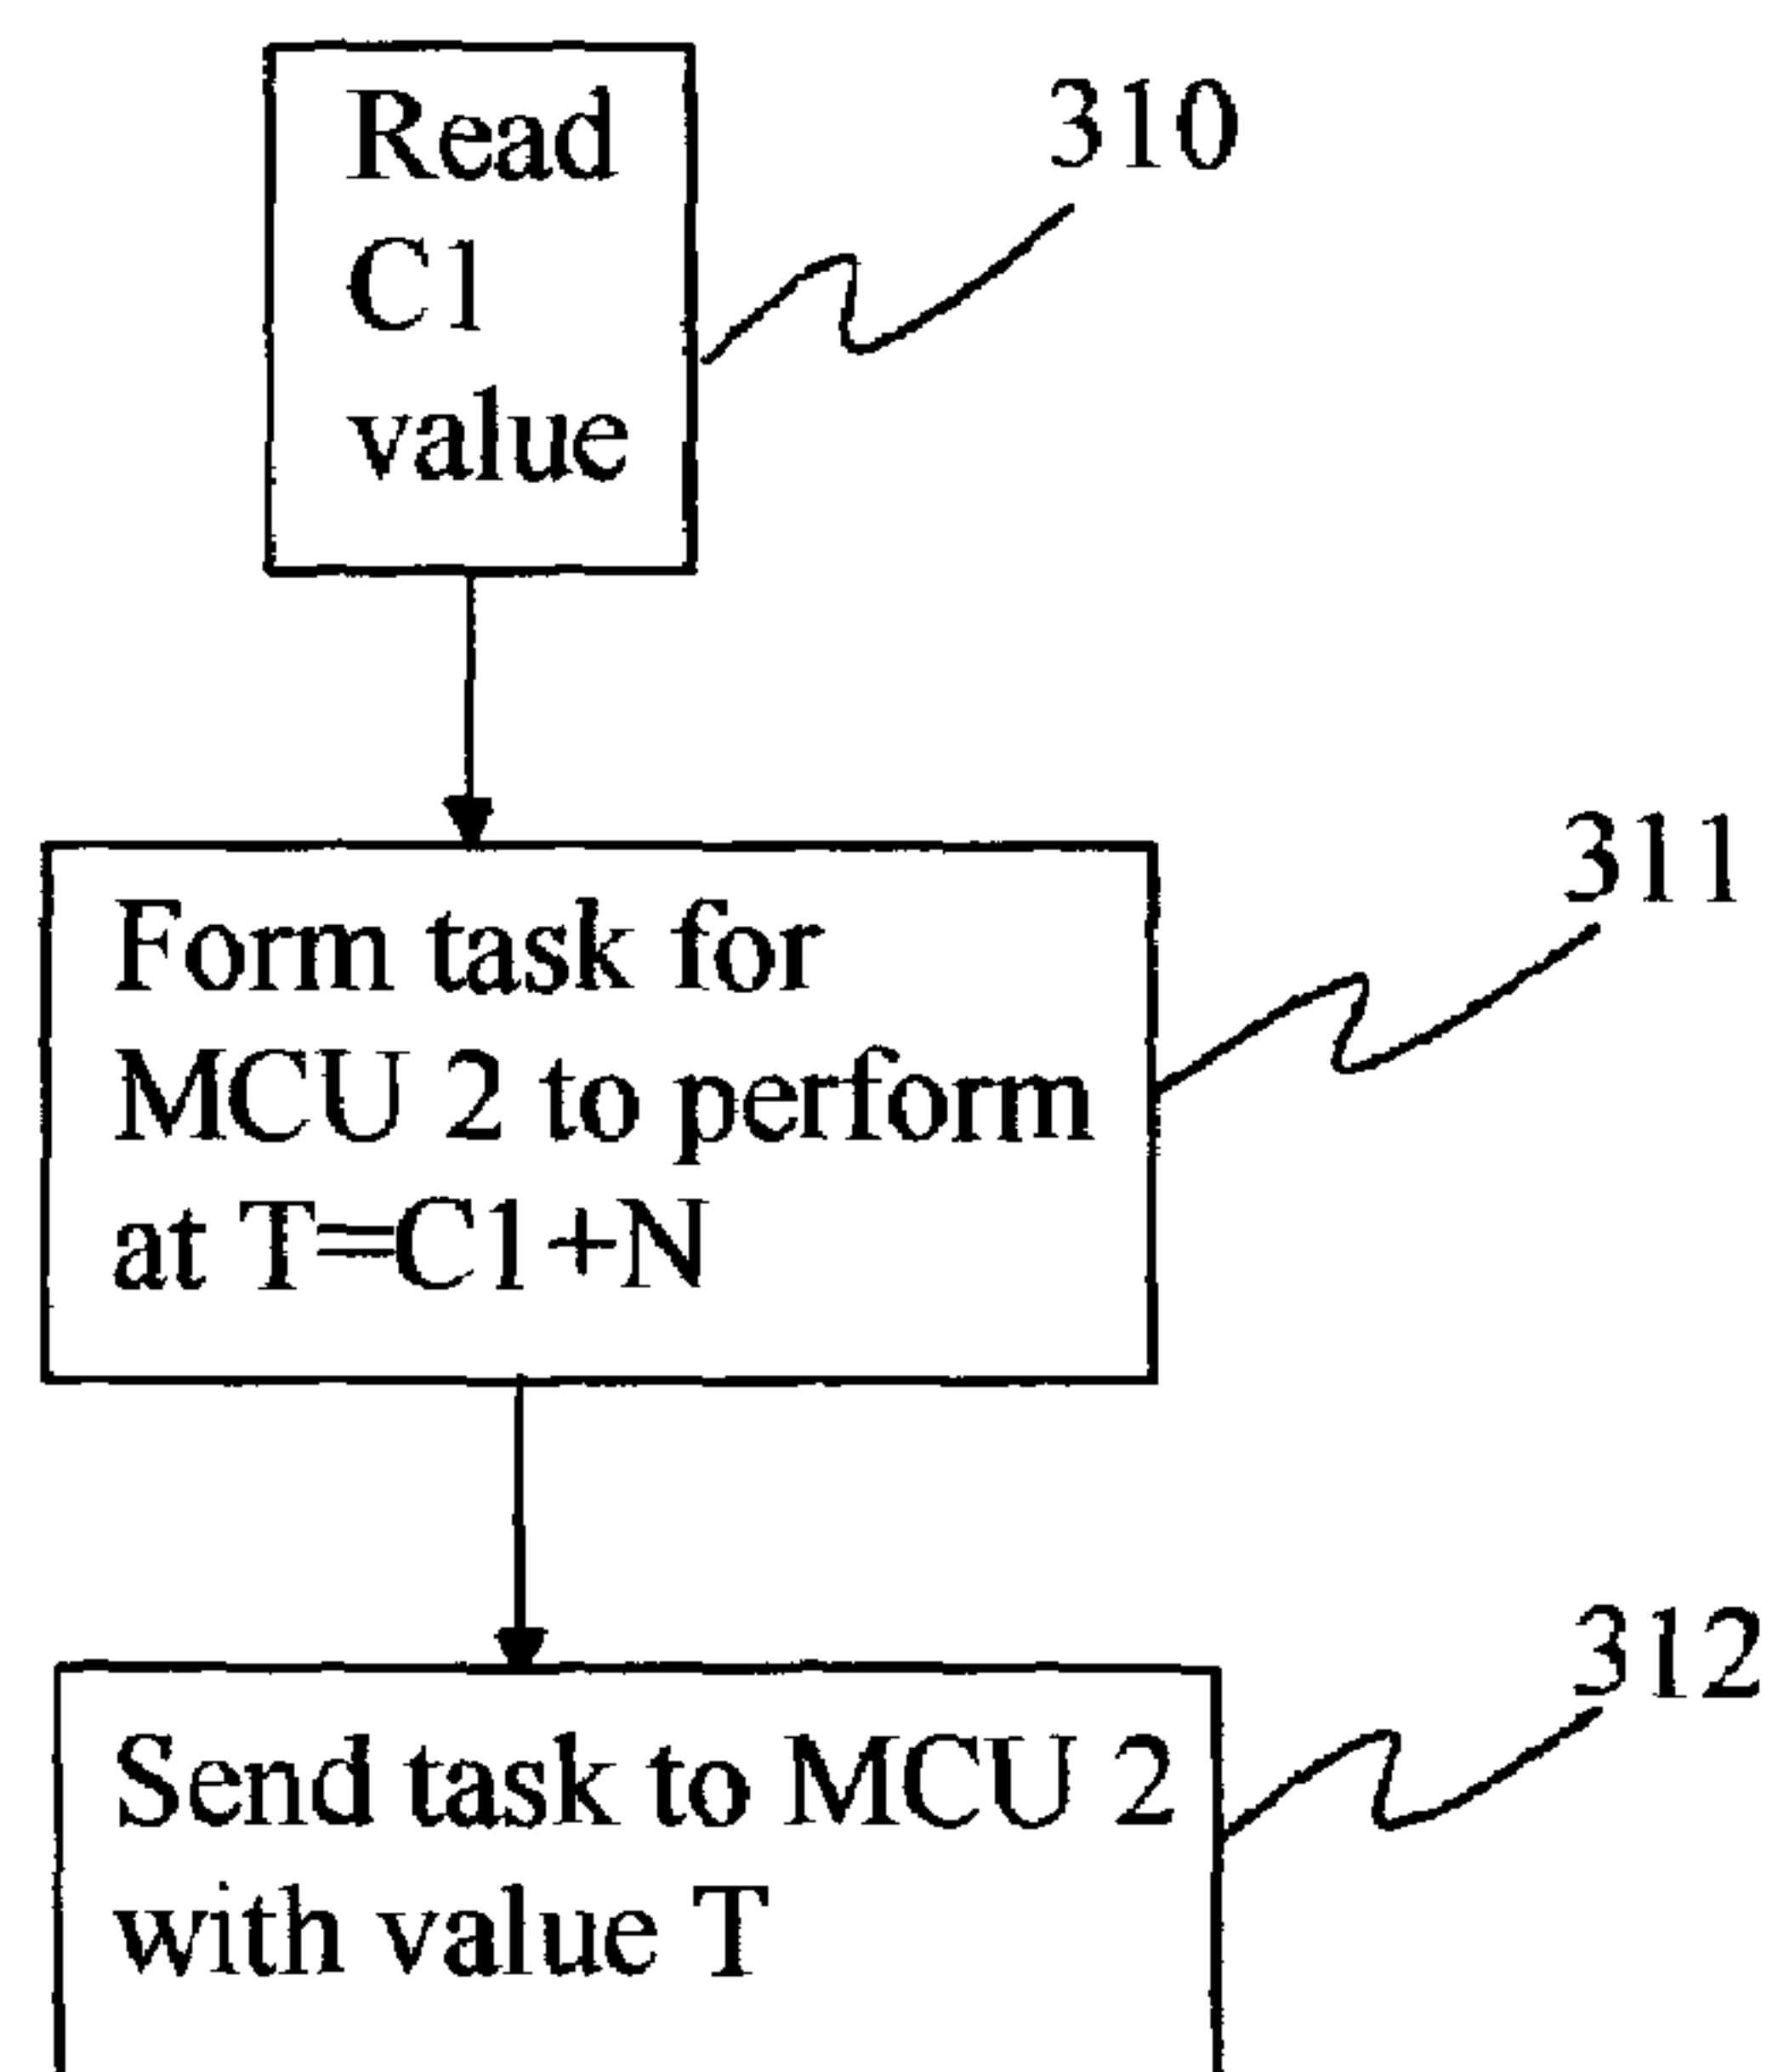 Read
C1
value
310
Form task for
MCU 2 to perform
at T=C1+N
311
Send task to MCU 2
with value T
312